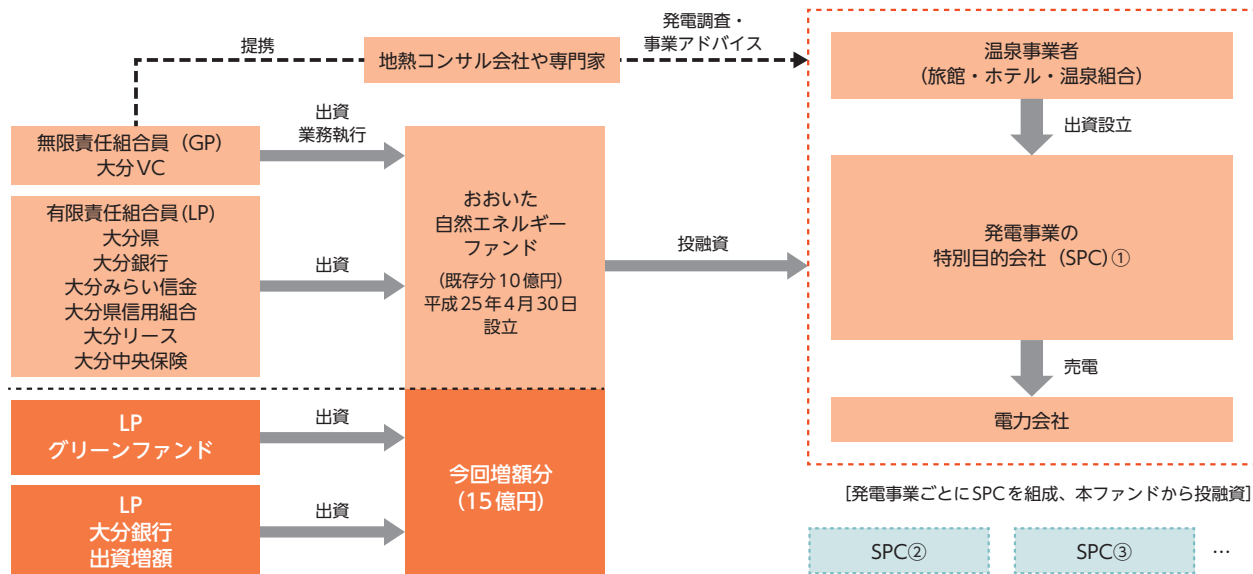 提携
地熱コンサル会社や専門家
発電調査・
事業アドバイス
無限責任組合員（GP）
大分VC
出資
業務執行
有限責任組合員(LP)
大分県
大分銀行
大分みらい信金
大分県信用組合
大分リース
大分中央保険
出資
おおいた
自然エネルギー
ファンド
（既存分10億円）
平成25年4月30日
設立
投融資
温泉事業者
（旅館・ホテル・温泉組合）
出資設立
発電事業の
特別目的会社（SPC）①
売電
電力会社
LP
グリーンファンド
出資
LP
大分銀行
出資増額
出資
今回増額分
（15億円）
［発電事業ごとにSPCを組成、本ファンドから投融資］
SPC②
SPC③
…